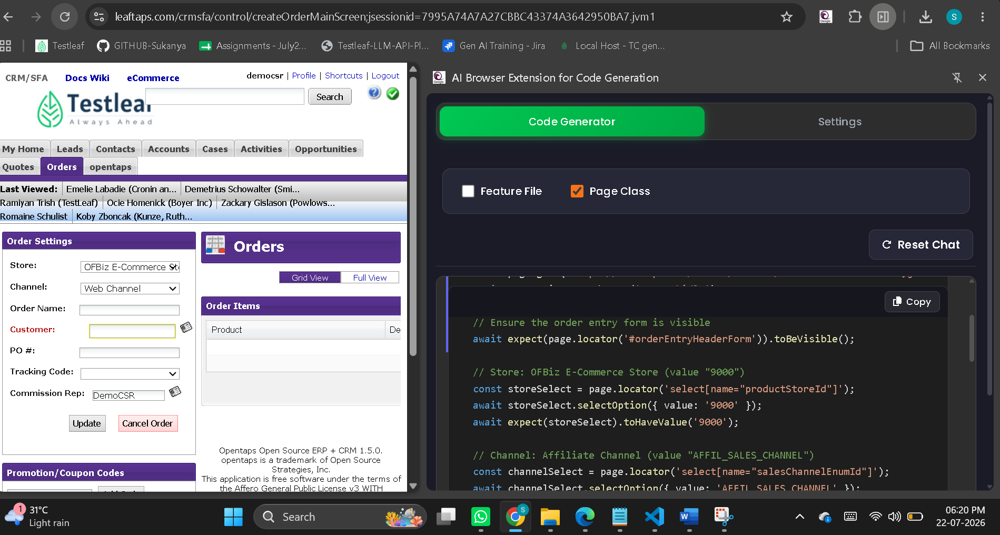 leaftaps.com/crmsfa/control/createOrderMainScreen;jsessionid=7995A74A7A27CBBC43374A3642950BA7.jvm1
S
Testleaf
GITHUB-Sukanya
Assignments - July2...
Testleaf-LLM-API-Pl...
Gen AI Training - Jira
Local Host - TC gen...
All Bookmarks
CRM/SFA
Docs Wiki
eCommerce
democsr | Profile | Shortcuts | Logout
Testleaf
Always Ahead
Search
My Home
Leads
Contacts
Accounts
Cases
Activities
Opportunities
Quotes
Orders
opentaps
Last Viewed:
Emelie Labadie (Cronin an...
Demetrius Schowalter (Smi...
Ramiyan Trish (TestLeaf)
Ocie Homenick (Boyer Inc)
Zackary Gislason (Powlows...
Romaine Schulist
Koby Zboncak (Kunze, Ruth...
Order Settings
Store:
OFBiz E-Commerce Sto
Channel:
Web Channel
Order Name:
Customer:
PO #:
Tracking Code:
Commission Rep:
DemoCSR
Update
Cancel Order
Promotion/Coupon Codes
Orders
Grid View
Full View
Order Items
Product
De
Opentaps Open Source ERP + CRM 1.5.0.
opentaps is a trademark of Open Source
Strategies, Inc.
This application is free software under the terms of
the Affero General Public License v3 WITH
AI Browser Extension for Code Generation
Code Generator
Settings
Feature File
Page Class
Reset Chat
Copy
// Ensure the order entry form is visible
await expect(page.locator('#orderEntryHeaderForm')).toBeVisible();
// Store: OFBiz E-Commerce Store (value "9000")
const storeSelect = page.locator('select[name="productStoreId"]');
await storeSelect.selectOption({ value: '9000' });
await expect(storeSelect).toHaveValue('9000');
// Channel: Affiliate Channel (value "AFFIL_SALES_CHANNEL")
const channelSelect = page.locator('select[name="salesChannelEnumId"]');
await channelSelect.selectOption({ value: 'AFFIL_SALES_CHANNEL' });
1
31°C
Light rain
Search
S
06:20 PM
22-07-2026